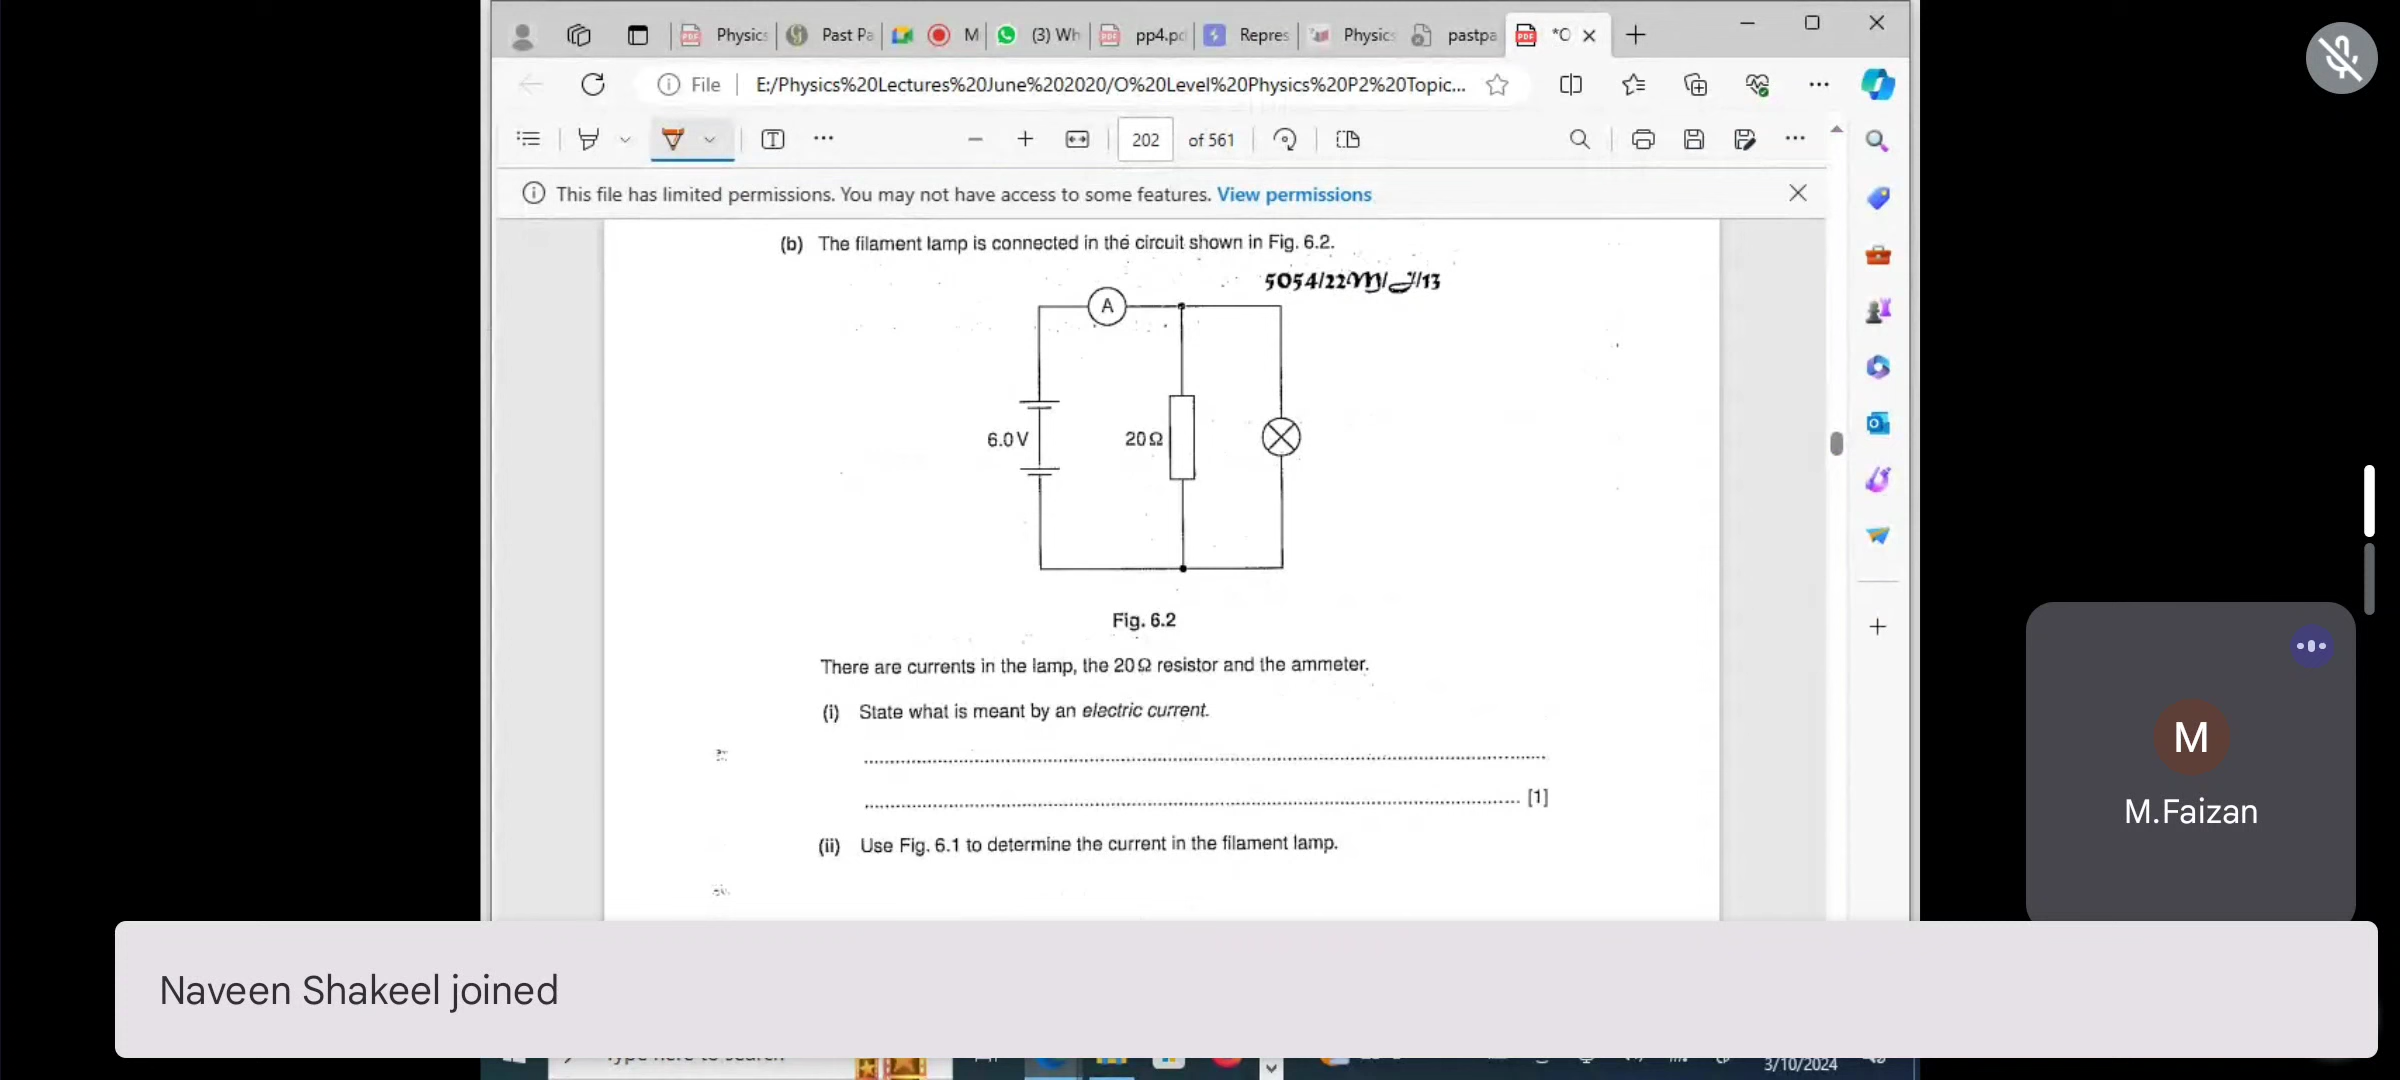 Physics
Past Pa
M
(3) Wh
pp4.pd
Repres
Physics
pastpa
*O
File
E:/Physics%20Lectures%20June%202020/O%20Level%20Physics%20P2%20Topic...
202
of 561
This file has limited permissions. You may not have access to some features. View permissions
(b) The filament lamp is connected in the circuit shown in Fig. 6.2.
5054/22/M/J/13
A
6.0 V
20 Ω
Fig. 6.2
There are currents in the lamp, the 20 Ω resistor and the ammeter.
(i) State what is meant by an electric current.
[1]
(ii) Use Fig. 6.1 to determine the current in the filament lamp.
M
M.Faizan
Naveen Shakeel joined
3/10/2024